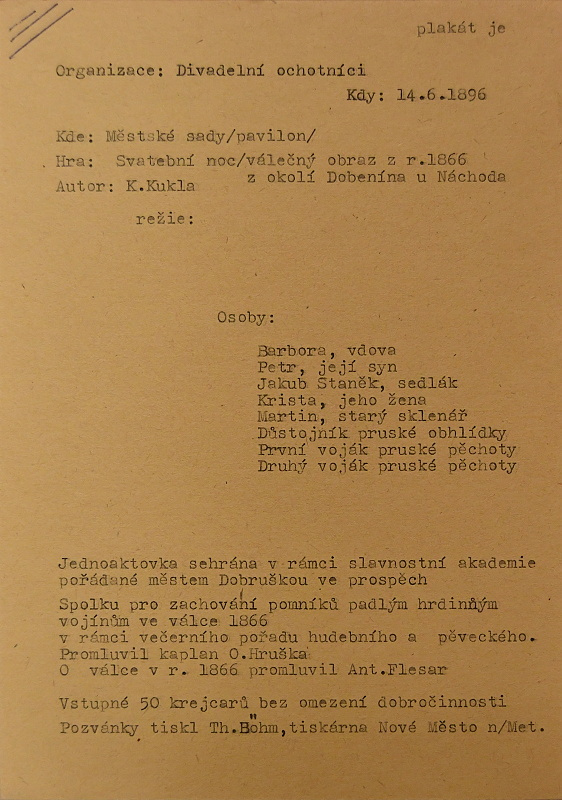 plakát je
Organizace: Divadelní ochotníci
Kdy: 14.6.1896
Kde: Městské sady/pavilon/
Hra: Svatební noc/válečný obraz z r.1866
z okolí Dobenína u Náchoda
Autor: K.Kukla
režie:
Osoby:
Barbora, vdova
Petr, její syn
Jakub Staněk, sedlák
Krista, jeho žena
Martin, starý sklenář
Důstojník pruské obhlídky
První voják pruské pěchoty
Druhý voják pruské pěchoty
Jednoaktovka sehrána v rámci slavnostní akademie
pořádané městem Dobruškou ve prospěch
Spolku pro zachování pomníků padlým hrdinným
vojínům ve válce 1866
v rámci večerního pořadu hudebního a pěveckého.
Promluvil kaplan O.Hruška
O válce v r. 1866 promluvil Ant.Flesar
Vstupné 50 krejcarů bez omezení dobročinnosti
Pozvánky tiskl Th.Böhm,tiskárna Nové Město n/Met.